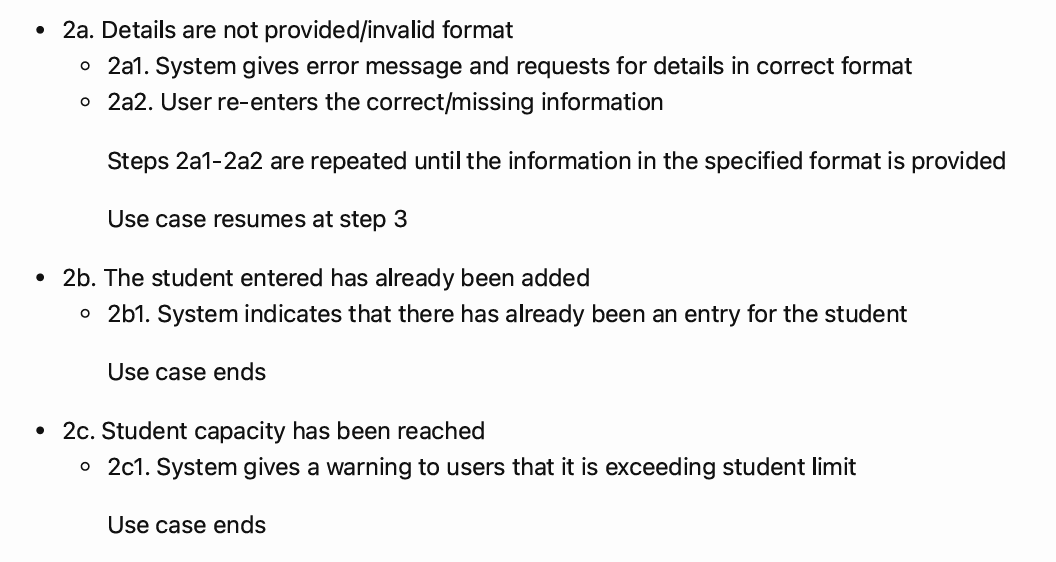 • 2a. Details are not provided/invalid format
◦ 2a1. System gives error message and requests for details in correct format
◦ 2a2. User re-enters the correct/missing information
Steps 2a1-2a2 are repeated until the information in the specified format is provided
Use case resumes at step 3
• 2b. The student entered has already been added
◦ 2b1. System indicates that there has already been an entry for the student
Use case ends
• 2c. Student capacity has been reached
◦ 2c1. System gives a warning to users that it is exceeding student limit
Use case ends